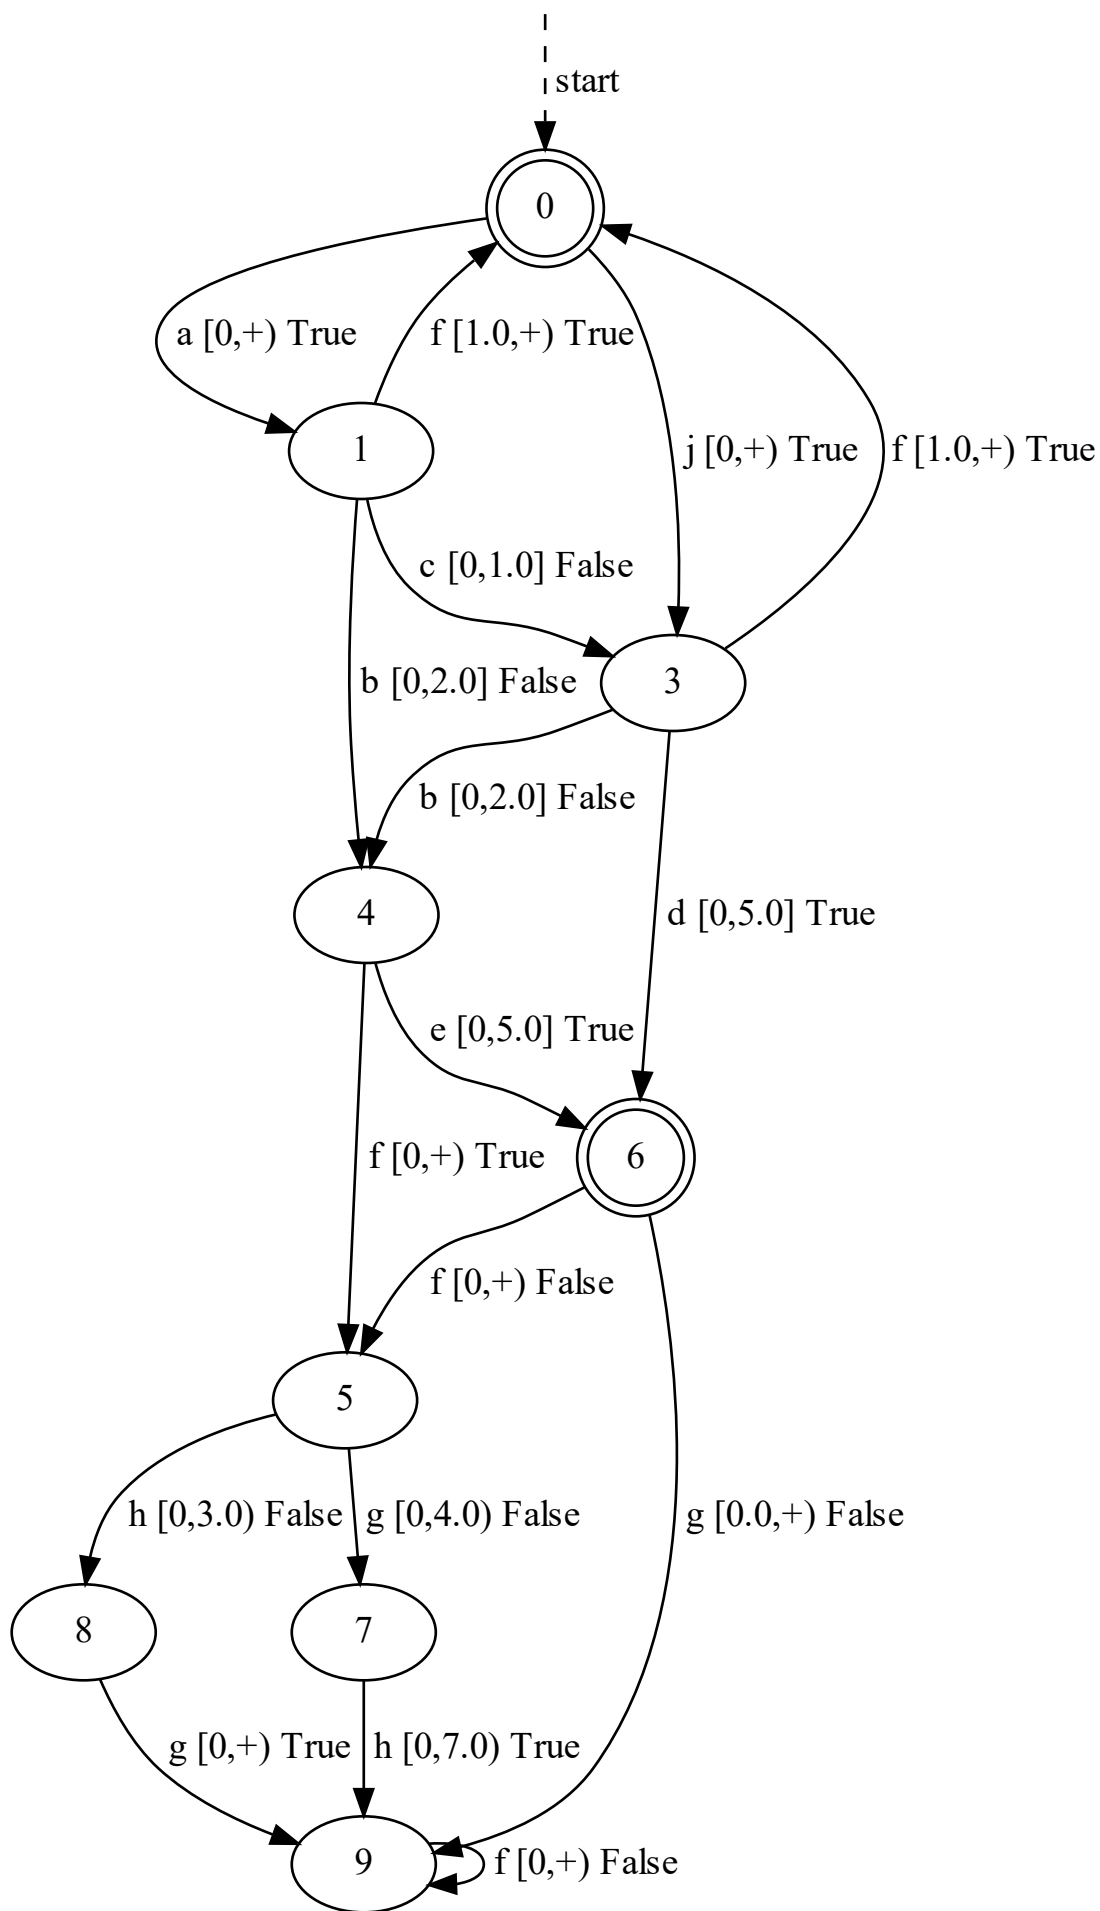 start
0
a [0,+) True
f [1.0,+) True
1
j [0,+) True
f [1.0,+) True
c [0,1.0] False
b [0,2.0] False
3
b [0,2.0] False
4
d [0,5.0] True
e [0,5.0] True
f [0,+) True
6
f [0,+) False
5
h [0,3.0) False
g [0,4.0) False
g [0.0,+) False
8
7
g [0,+) True
h [0,7.0) True
9
f [0,+) False